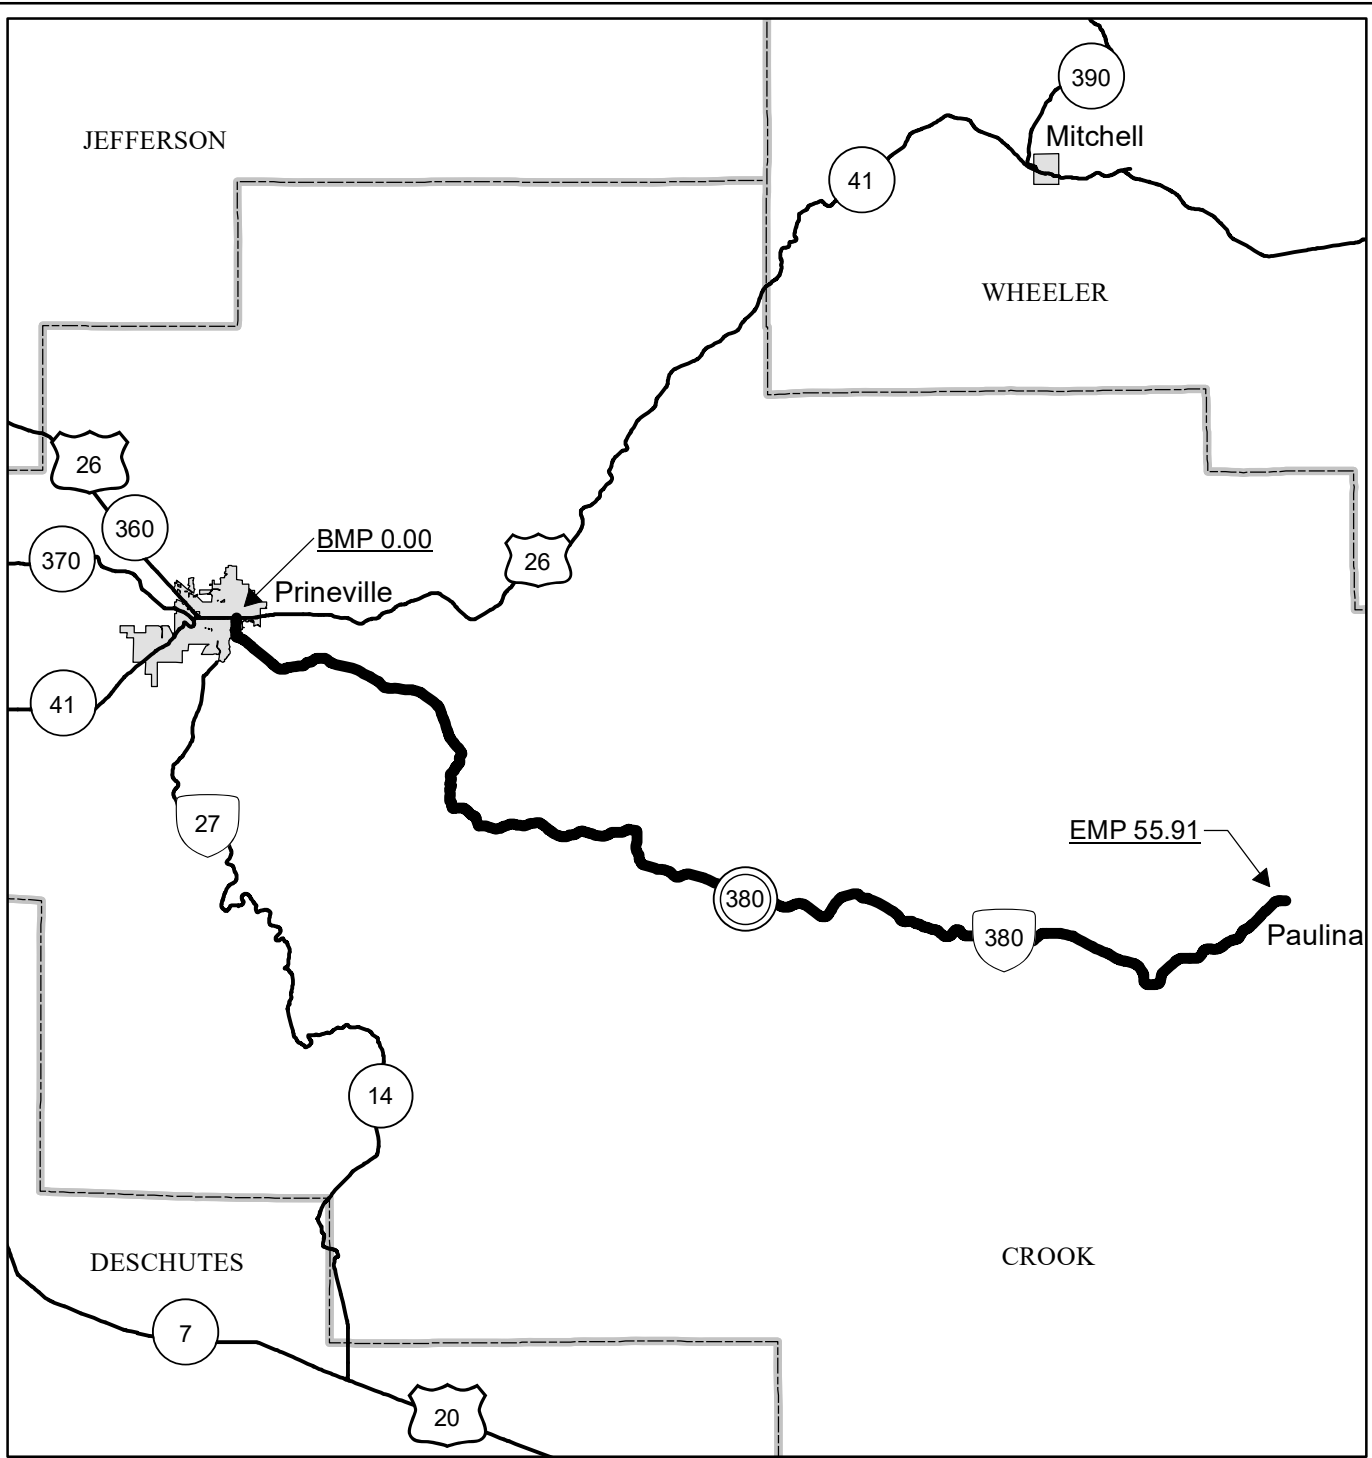 390
Mitchell
JEFFERSON
41
WHEELER
26
360
BMP 0.00
370
26
Prineville
41
27
EMP 55.91
380
380
Paulina
14
DESCHUTES
CROOK
7
20